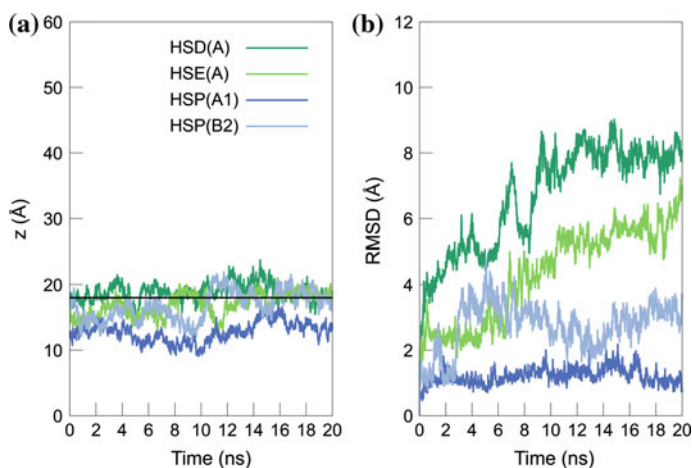 (a)
z (Å)
60
50
40
30
20
10
0
HSD(A)
HSE(A)
HSP(A1)
HSP(B2)
0 2 4 6 8 10 12 14 16 18 20
Time (ns)
(b)
RMSD (Å)
12
10
8
6
4
2
0
0 2 4 6 8 10 12 14 16 18 20
Time (ns)